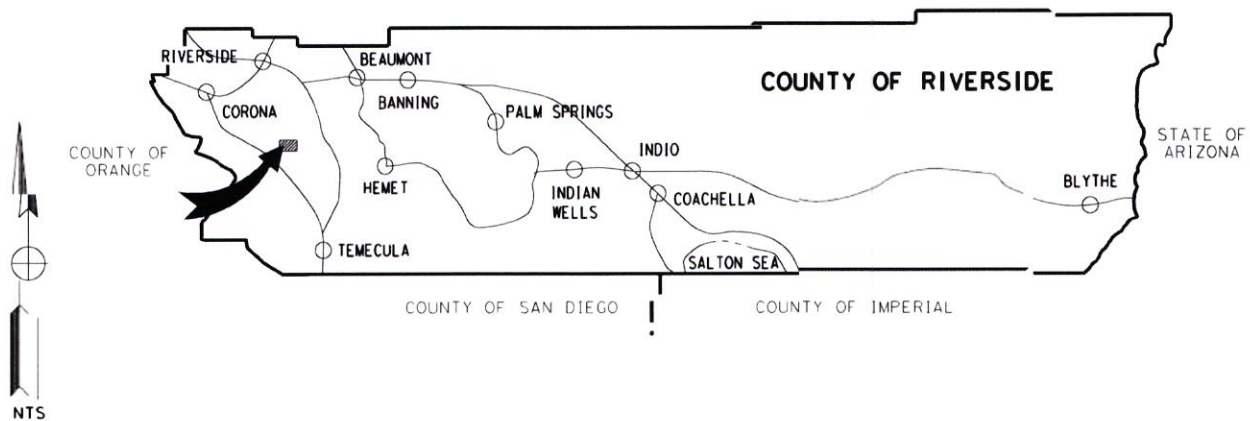 RIVERSIDE
BEAUMONT
COUNTY OF RIVERSIDE
CORONA
BANNING
PALM SPRINGS
STATE OF
ARIZONA
COUNTY OF
ORANGE
INDIO
HEMET
BLYTHE
INDIAN
WELLS
COACHELLA
TEMECULA
SALTON SEA
COUNTY OF SAN DIEGO
COUNTY OF IMPERIAL
NTS